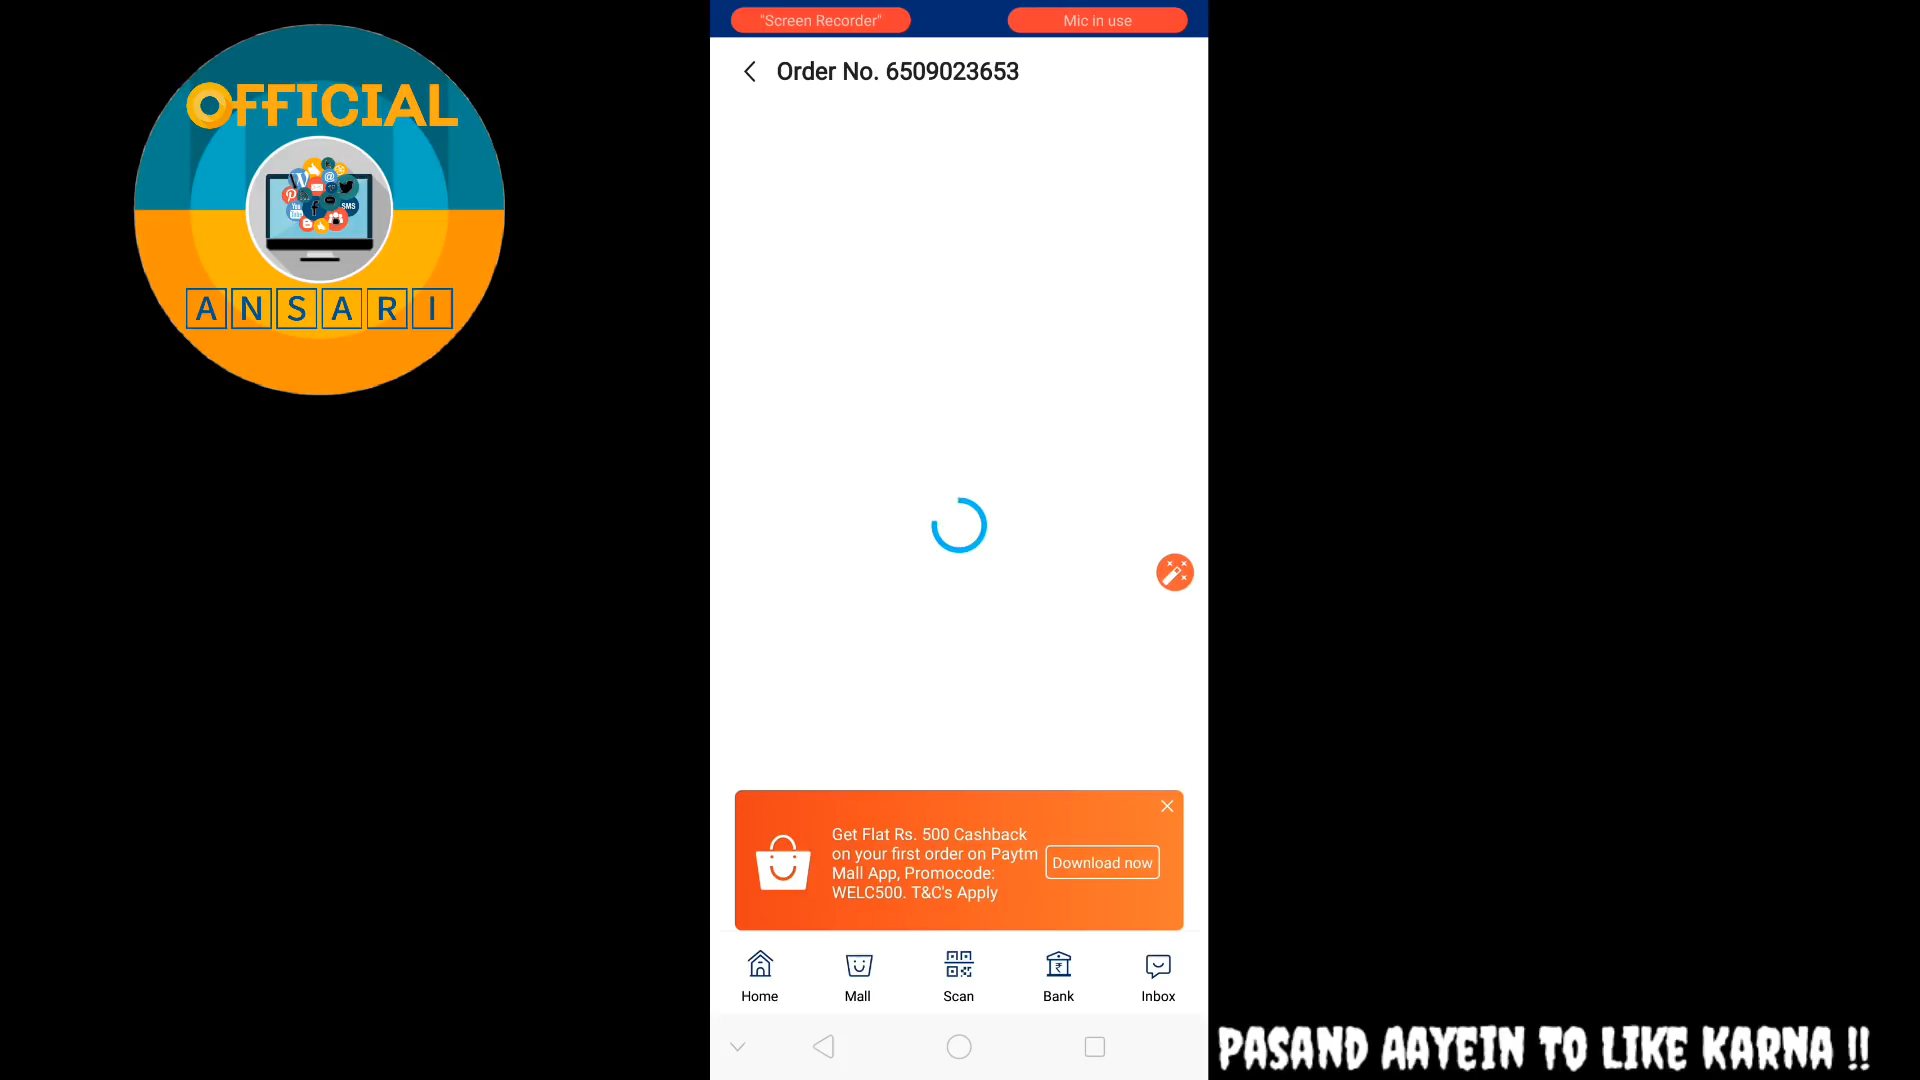 OFFICIAL
ANSARI
"Screen Recorder"
Mic in use
Order No. 6509023653
Get Flat Rs. 500 Cashback
on your first order on Paytm
Mall App, Promocode:
WELC500. T&C's Apply
Download now
Home
Mall
Scan
Bank
Inbox
PASAND AAYEIN TO LIKE KARNA !!